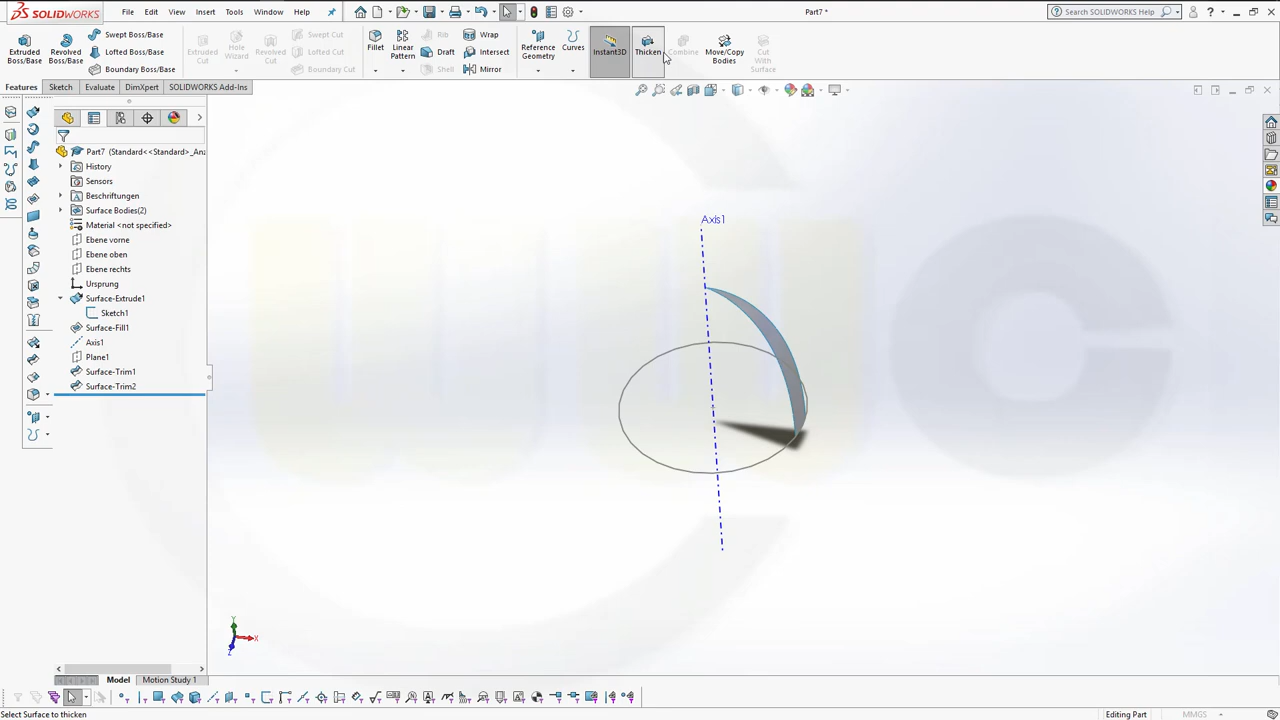 SOLIDWORKS
File
Edit
View
Insert
Tools
Window
Help
Part7 *
Search SOLIDWORKS Help
Extruded Boss/Base
Revolved Boss/Base
Swept Boss/Base
Lofted Boss/Base
Boundary Boss/Base
Extruded Cut
Hole Wizard
Revolved Cut
Swept Cut
Lofted Cut
Boundary Cut
Fillet
Linear Pattern
Rib
Draft
Shell
Wrap
Intersect
Mirror
Reference Geometry
Curves
Instant3D
Thicken
Combine
Move/Copy Bodies
Cut With Surface
Features
Sketch
Evaluate
DimXpert
SOLIDWORKS Add-Ins
Part7 (Standard<<Standard>_An
History
Sensors
Beschriftungen
Surface Bodies(2)
Material <not specified>
Ebene vorne
Ebene oben
Ebene rechts
Ursprung
Surface-Extrude1
Sketch1
Surface-Fill1
Axis1
Plane1
Surface-Trim1
Surface-Trim2
Axis1
Y
X
Z
Model
Motion Study 1
Select Surface to thicken
Editing Part
MMGS